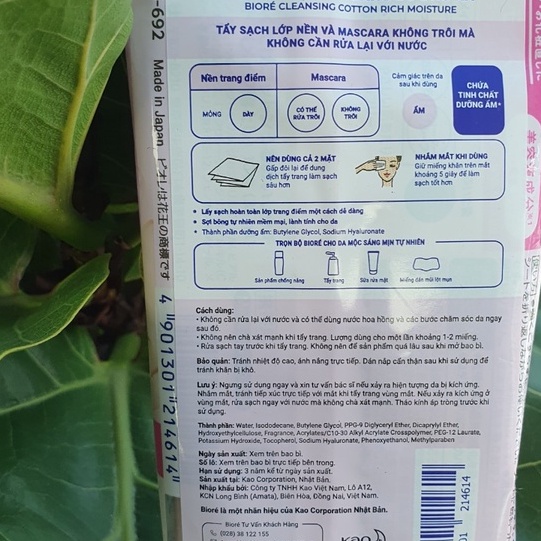 BIORÉ CLEANSING COTTON RICH MOISTURE
TẨY SẠCH LỚP NỀN VÀ MASCARA KHÔNG TRÔI MÀ
KHÔNG CẦN RỬA LẠI VỚI NƯỚC
Nền trang điểm
Mascara
Cảm giác trên da
sau khi dùng
CHỨA
TINH CHẤT
DƯỠNG ẨM*
MỎNG
DÀY
CÓ THỂ
RỬA TRÔI
KHÔNG
TRÔI
ẨM
NÊN DÙNG CẢ 2 MẶT
Gấp đôi lại để dung
dịch tẩy trang làm sạch
sâu hơn
NHẮM MẮT KHI DÙNG
Giữ miếng khăn trên mắt
khoảng 5 giây để làm
sạch tốt hơn
• Lấy sạch hoàn toàn lớp trang điểm một cách dễ dàng
• Sợi bông tự nhiên mềm mại, lành tính cho da
• Thành phần dưỡng ẩm: Butylene Glycol, Sodium Hyaluronate
TRỌN BỘ BIORÉ CHO DA MỘC SÁNG MỊN TỰ NHIÊN
Sản phẩm chống nắng
Tẩy trang
Sữa rửa mặt
Miếng dán mũi lột mụn
Cách dùng:
• Không cần rửa lại với nước và có thể dùng nước hoa hồng và các bước chăm sóc da ngay
sau đó.
• Không nên chà xát mạnh khi tẩy trang. Lượng dùng cho một lần khoảng 1-2 miếng.
• Rửa sạch tay trước khi tẩy trang. Không nên để sản phẩm quá lâu sau khi mở bao bì.
Bảo quản: Tránh nhiệt độ cao, ánh nắng trực tiếp. Dán nắp cẩn thận sau khi sử dụng để
tránh khăn bị khô.
Lưu ý: Ngưng sử dụng ngay và xin tư vấn bác sĩ nếu xảy ra hiện tượng da bị kích ứng.
Nhắm mắt, tránh tiếp xúc trực tiếp với mắt khi tẩy trang vùng mắt. Nếu xảy ra kích ứng ở
vùng mắt, rửa sạch ngay với nước mà không chà xát mạnh. Tháo kính áp tròng trước khi
sử dụng.
Thành phần: Water, Isododecane, Butylene Glycol, PPG-9 Diglyceryl Ether, Dicaprylyl Ether,
Hydroxyethylcellulose, Fragrance, Acrylates/C10-30 Alkyl Acrylate Crosspolymer, PEG-12 Laurate,
Potassium Hydroxide, Tocopherol, Sodium Hyaluronate, Phenoxyethanol, Methylparaben
Ngày sản xuất: Xem trên bao bì.
Số lô: Xem trên bao bì trực tiếp bên trong.
Hạn sử dụng: 3 năm kể từ ngày sản xuất.
Sản xuất tại: Kao Corporation, Nhật Bản.
Nhập khẩu bởi: Công ty TNHH Kao Việt Nam, Lô A12,
KCN Long Bình (Amata), Biên Hòa, Đồng Nai, Việt Nam.
Bioré là một nhãn hiệu của Kao Corporation Nhật Bản.
Bioré Tư Vấn Khách Hàng
(028) 38 122 155
kao
-692
Made in Japan
ビオレは花王の商標です
4 901301 214614
214614